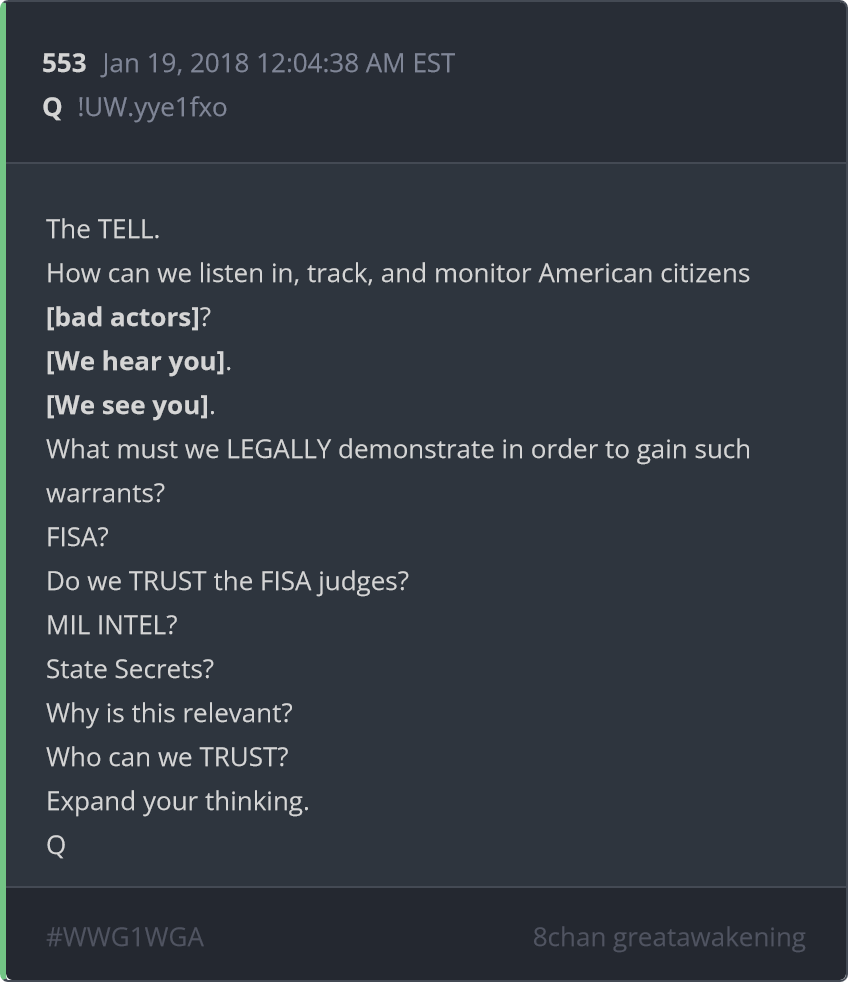 553 Jan 19, 2018 12:04:38 AM EST
Q !UW.yye1fxo
The TELL.
How can we listen in, track, and monitor American citizens
[bad actors]?
[We hear you].
[We see you].
What must we LEGALLY demonstrate in order to gain such
warrants?
FISA?
Do we TRUST the FISA judges?
MIL INTEL?
State Secrets?
Why is this relevant?
Who can we TRUST?
Expand your thinking.
Q
#WWG1WGA 8chan greatawakening